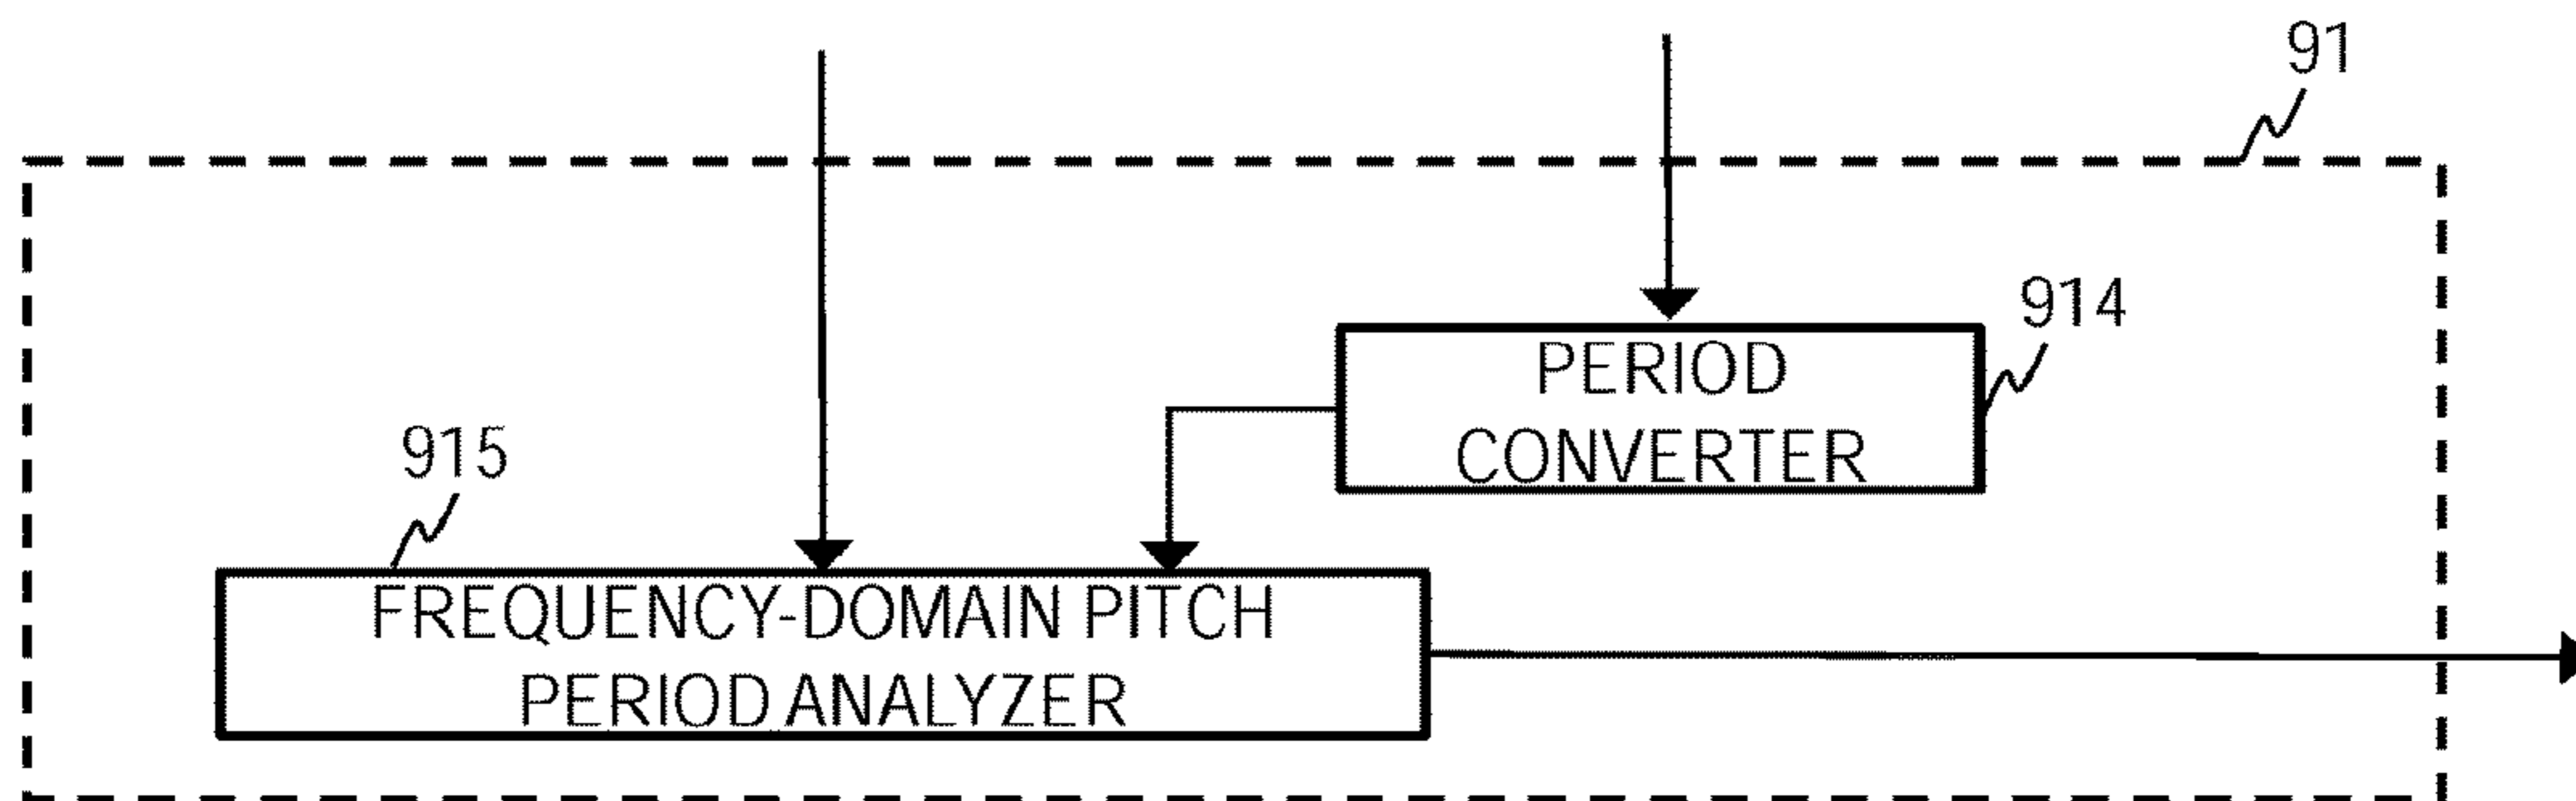 91
914
PERIOD
CONVERTER
915
FREQUENCY-DOMAIN PITCH
PERIOD ANALYZER